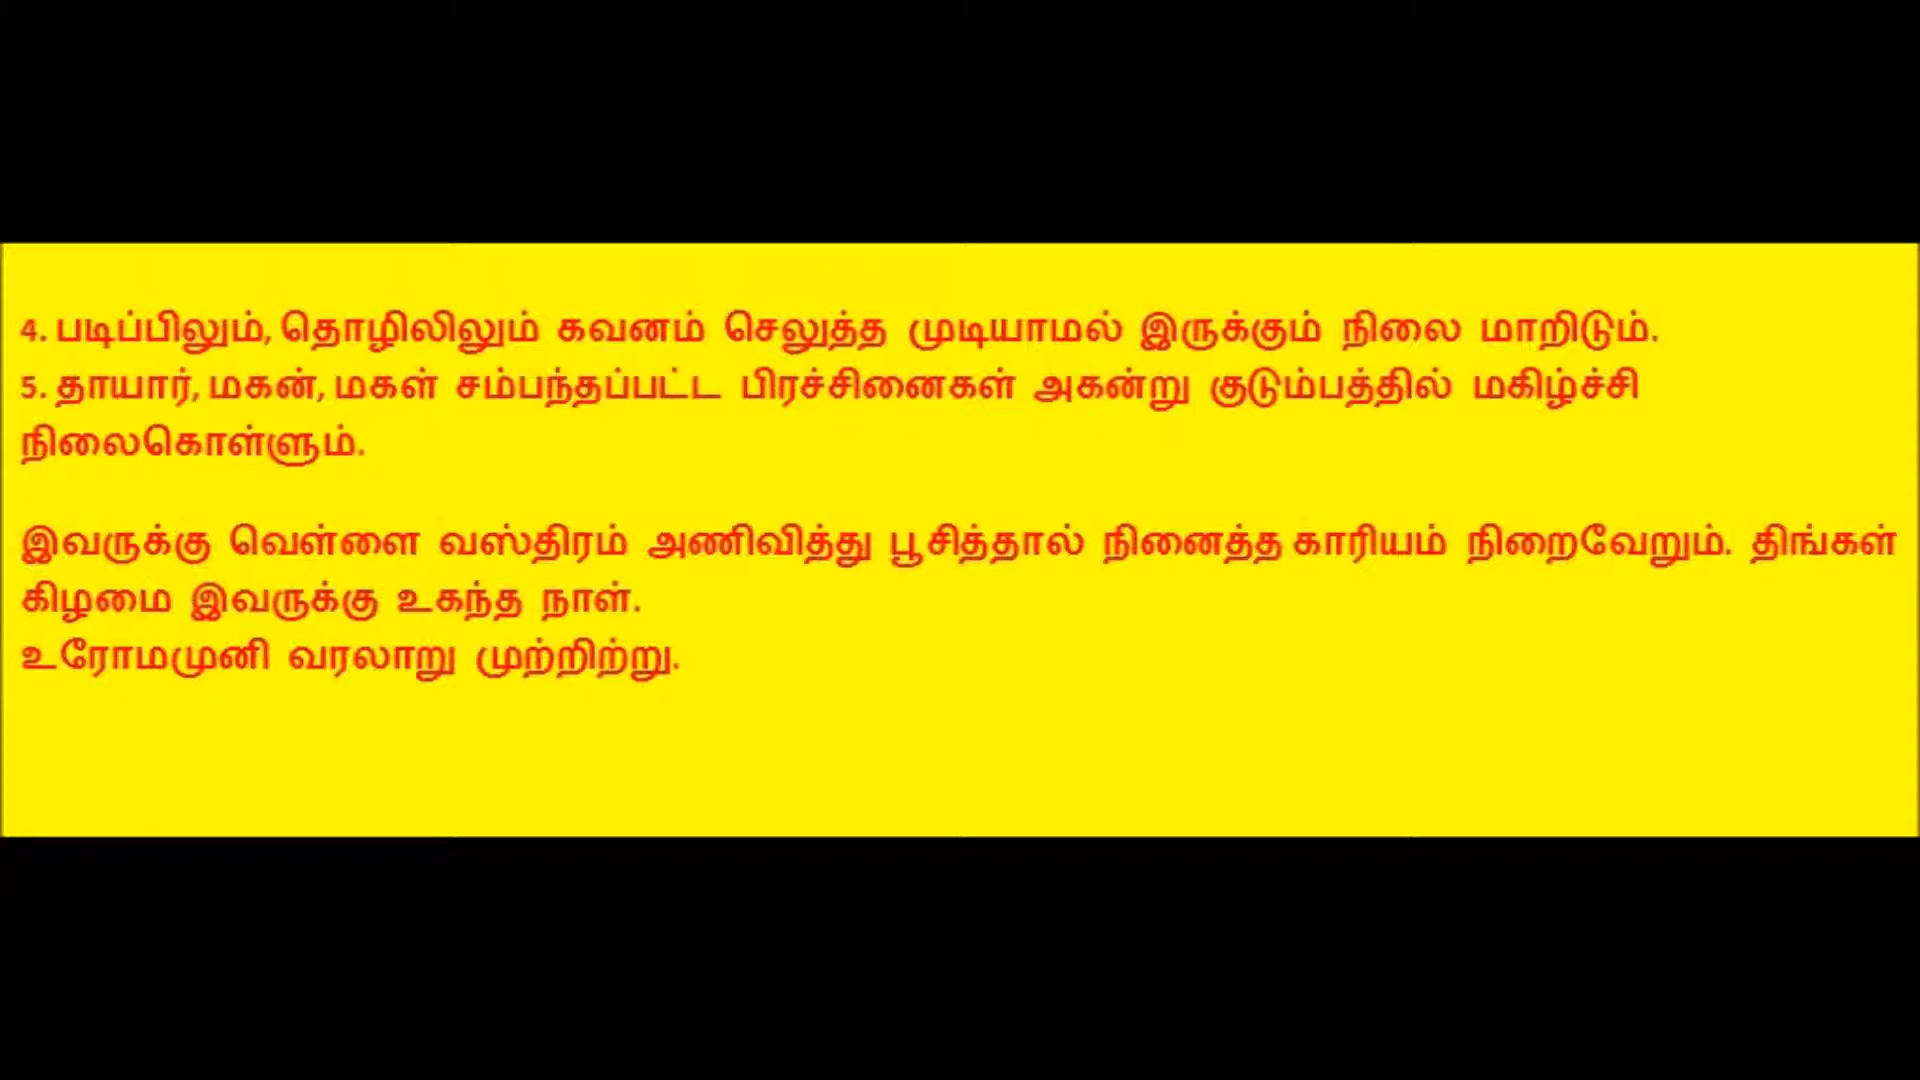 4. படிப்பிலும், தொழிலிலும் கவனம் செலுத்த முடியாமல் இருக்கும் நிலை மாறிடும்.
5. தாயார், மகன், மகள் சம்பந்தப்பட்ட பிரச்சினைகள் அகன்று குடும்பத்தில் மகிழ்ச்சி
நிலைகொள்ளும்.
இவருக்கு வெள்ளை வஸ்திரம் அணிவித்து பூசித்தால் நினைத்த காரியம் நிறைவேறும். திங்கள்
கிழமை இவருக்கு உகந்த நாள்.
உரோமமுனி வரலாறு முற்றிற்று.